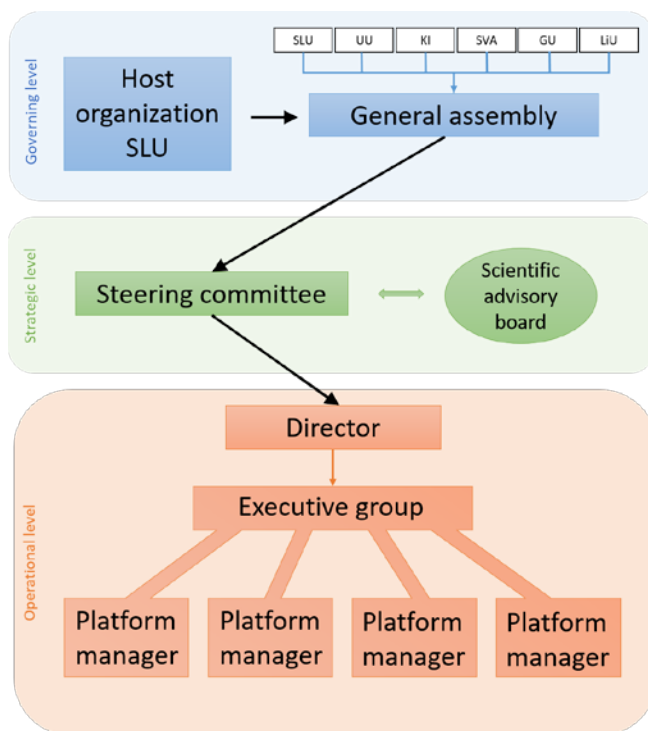 Governing level
SLU
UU
KI
SVA
GU
LiU
Host
organization
SLU
General assembly
Strategic level
Steering committee
Scientific
advisory
board
Operational level
Director
Executive group
Platform
manager
Platform
manager
Platform
manager
Platform
manager